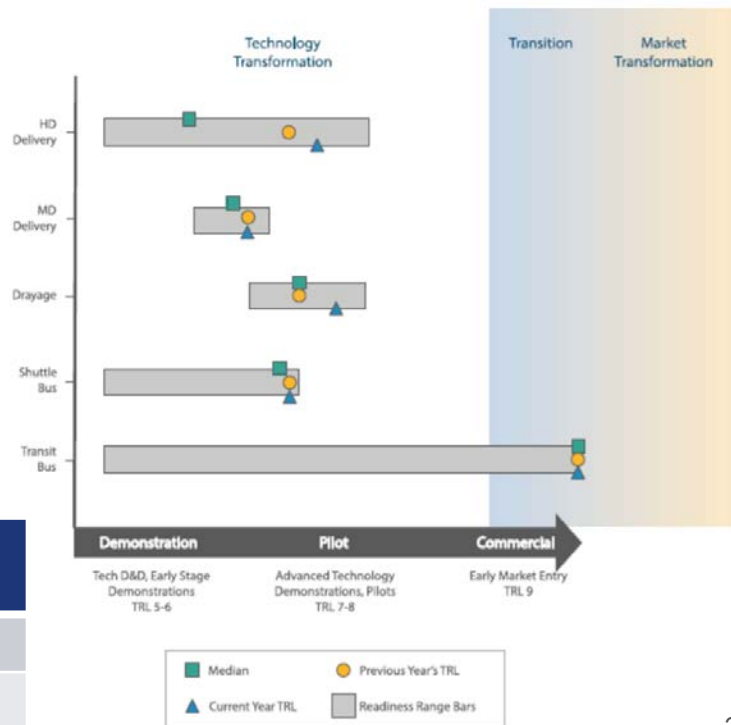 Technology
Transformation
Transition
Market
Transformation
HD
Delivery
MD
Delivery
Drayage
Shuttle
Bus
Transit
Bus
Demonstration
Pilot
Commercial
Tech D&D, Early Stage
Demonstrations
TRL 5-6
Advanced Technology
Demonstrations, Pilots
TRL 7-8
Early Market Entry
TRL 9
Median
Previous Year's TRL
Current Year TRL
Readiness Range Bars